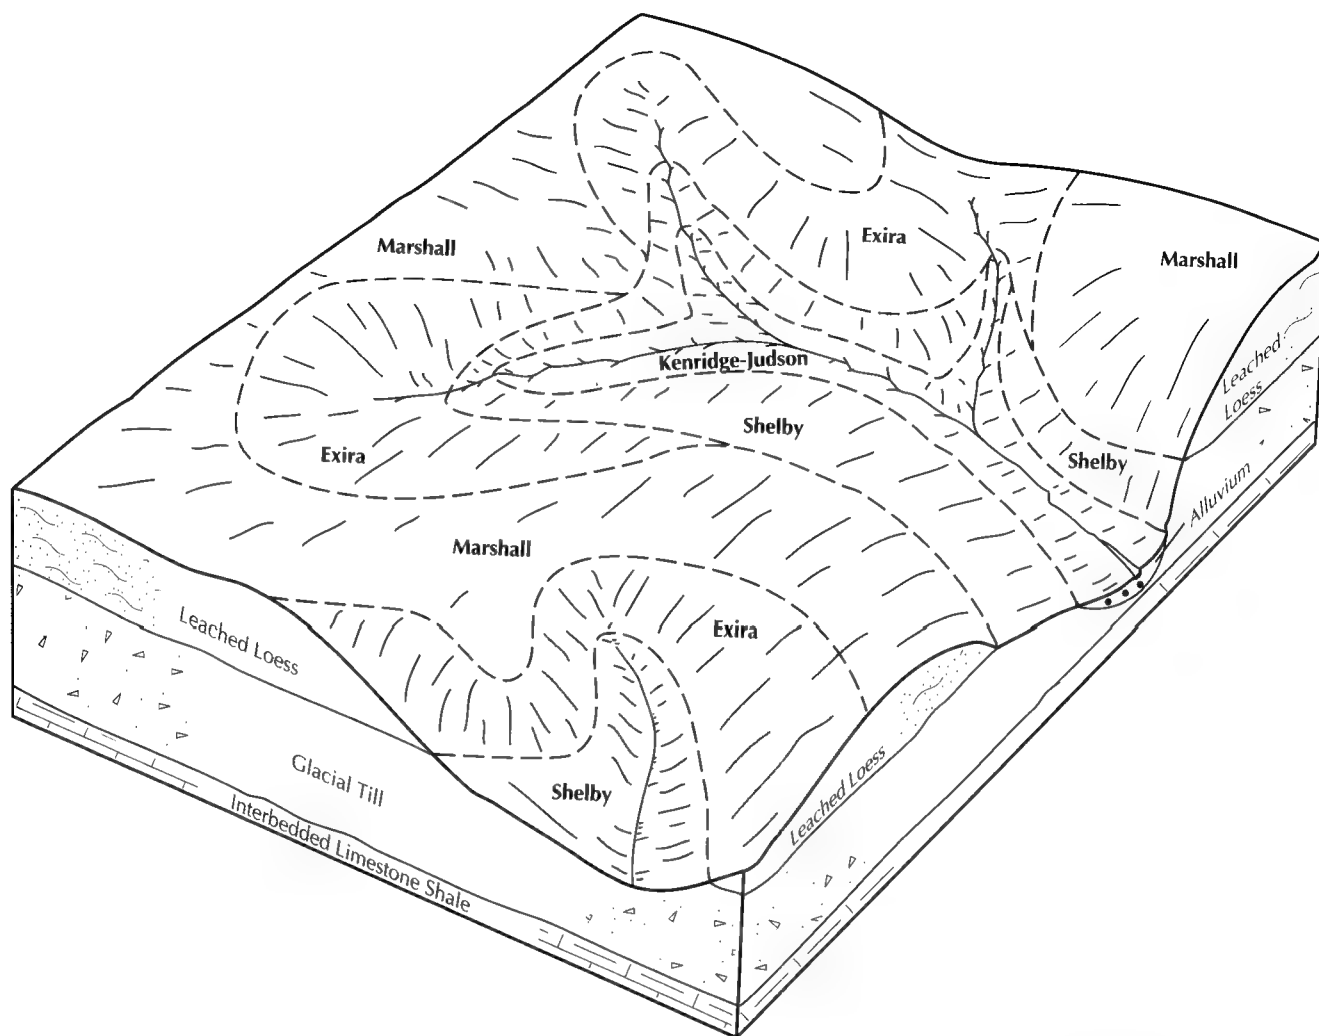 Exira
Marshall
Marshall
Leached
Loess
Kenridge-Judson
Shelby
Exira
Shelby
Alluvium
Marshall
Leached Loess
Exira
Glacial Till
Shelby
Leached Loess
Interbedded Limestone Shale